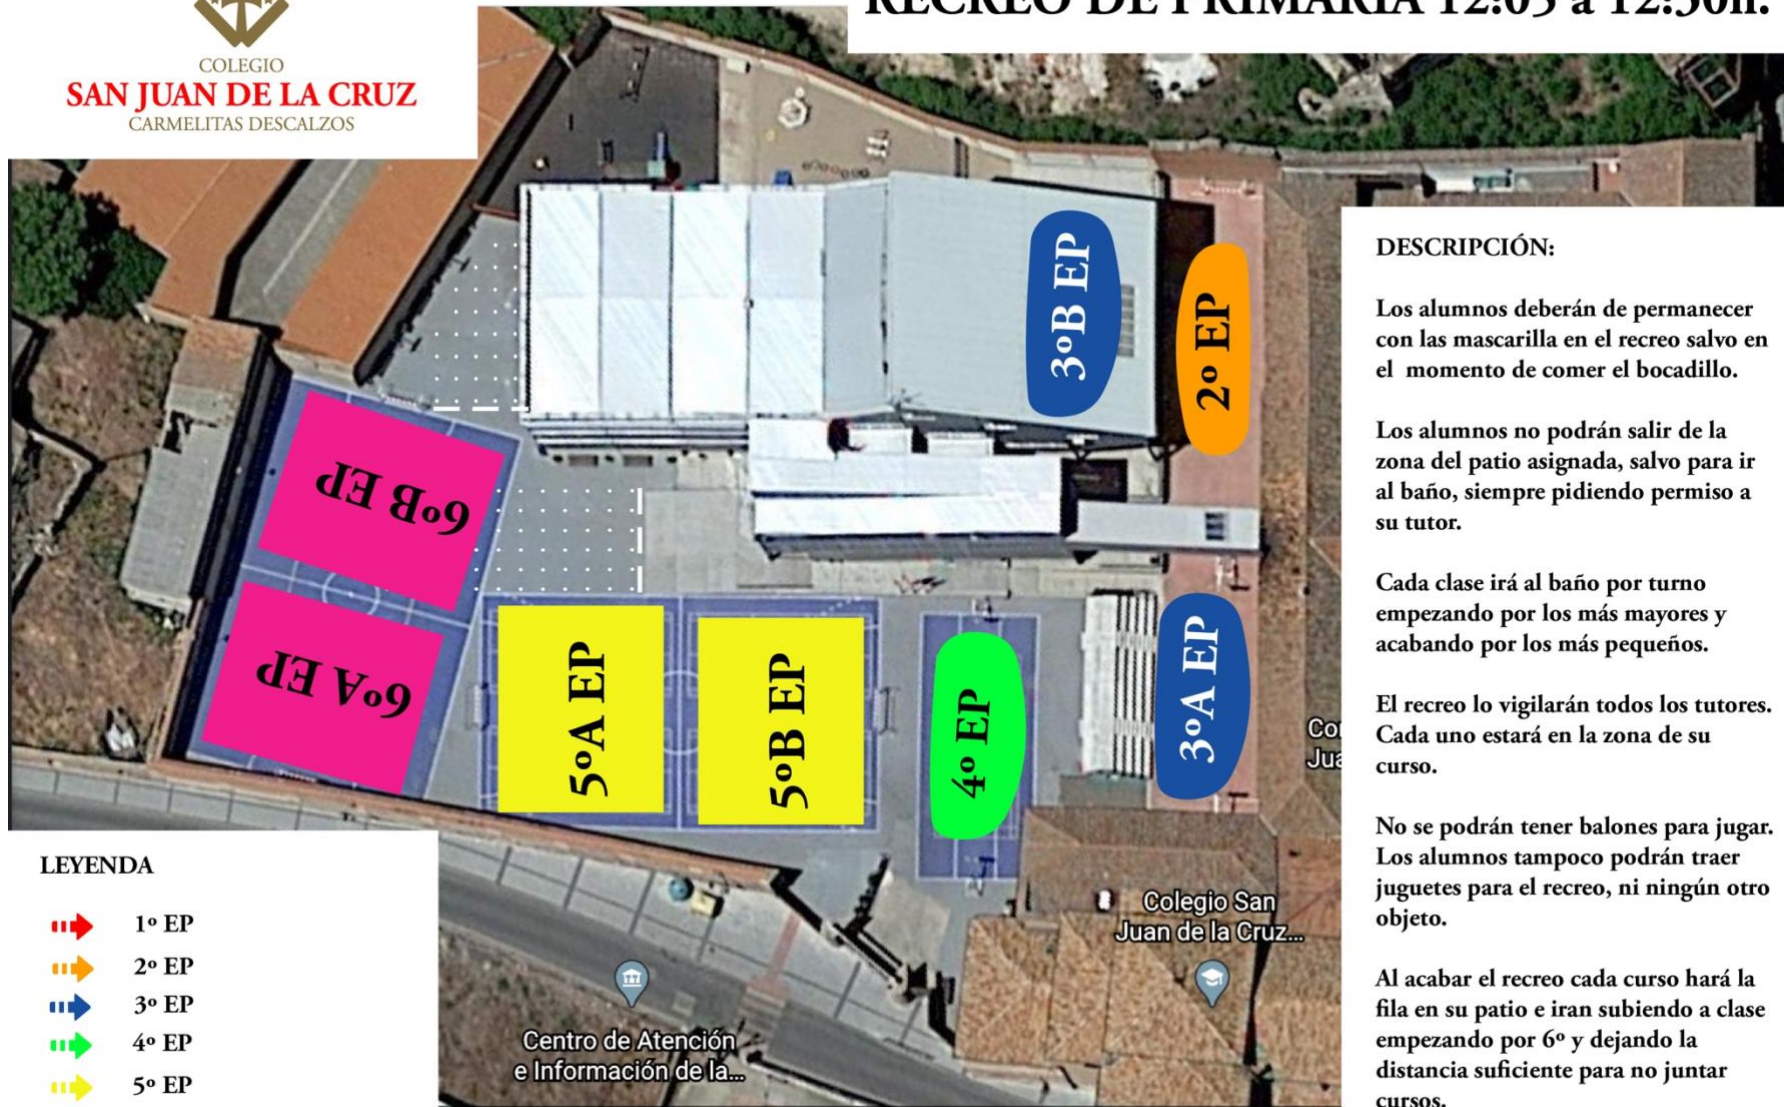 RECREO DE PRIMARIA 12:05 a 12:30h.
COLEGIO
SAN JUAN DE LA CRUZ
CARMELITAS DESCALZOS
3ºB EP
2º EP
6ºB EP
6ºA EP
5ºA EP
5ºB EP
4º EP
3ºA EP
DESCRIPCIÓN:
Los alumnos deberán de permanecer
con las mascarilla en el recreo salvo en
el momento de comer el bocadillo.
Los alumnos no podrán salir de la
zona del patio asignada, salvo para ir
al baño, siempre pidiendo permiso a
su tutor.
Cada clase irá al baño por turno
empezando por los más mayores y
acabando por los más pequeños.
El recreo lo vigilarán todos los tutores.
Cada uno estará en la zona de su
curso.
No se podrán tener balones para jugar.
Los alumnos tampoco podrán traer
juguetes para el recreo, ni ningún otro
objeto.
Al acabar el recreo cada curso hará la
fila en su patio e iran subiendo a clase
empezando por 6º y dejando la
distancia suficiente para no juntar
cursos.
LEYENDA
1º EP
2º EP
3º EP
4º EP
5º EP
Colegio San
Juan de la Cruz...
Centro de Atención
e Información de la...